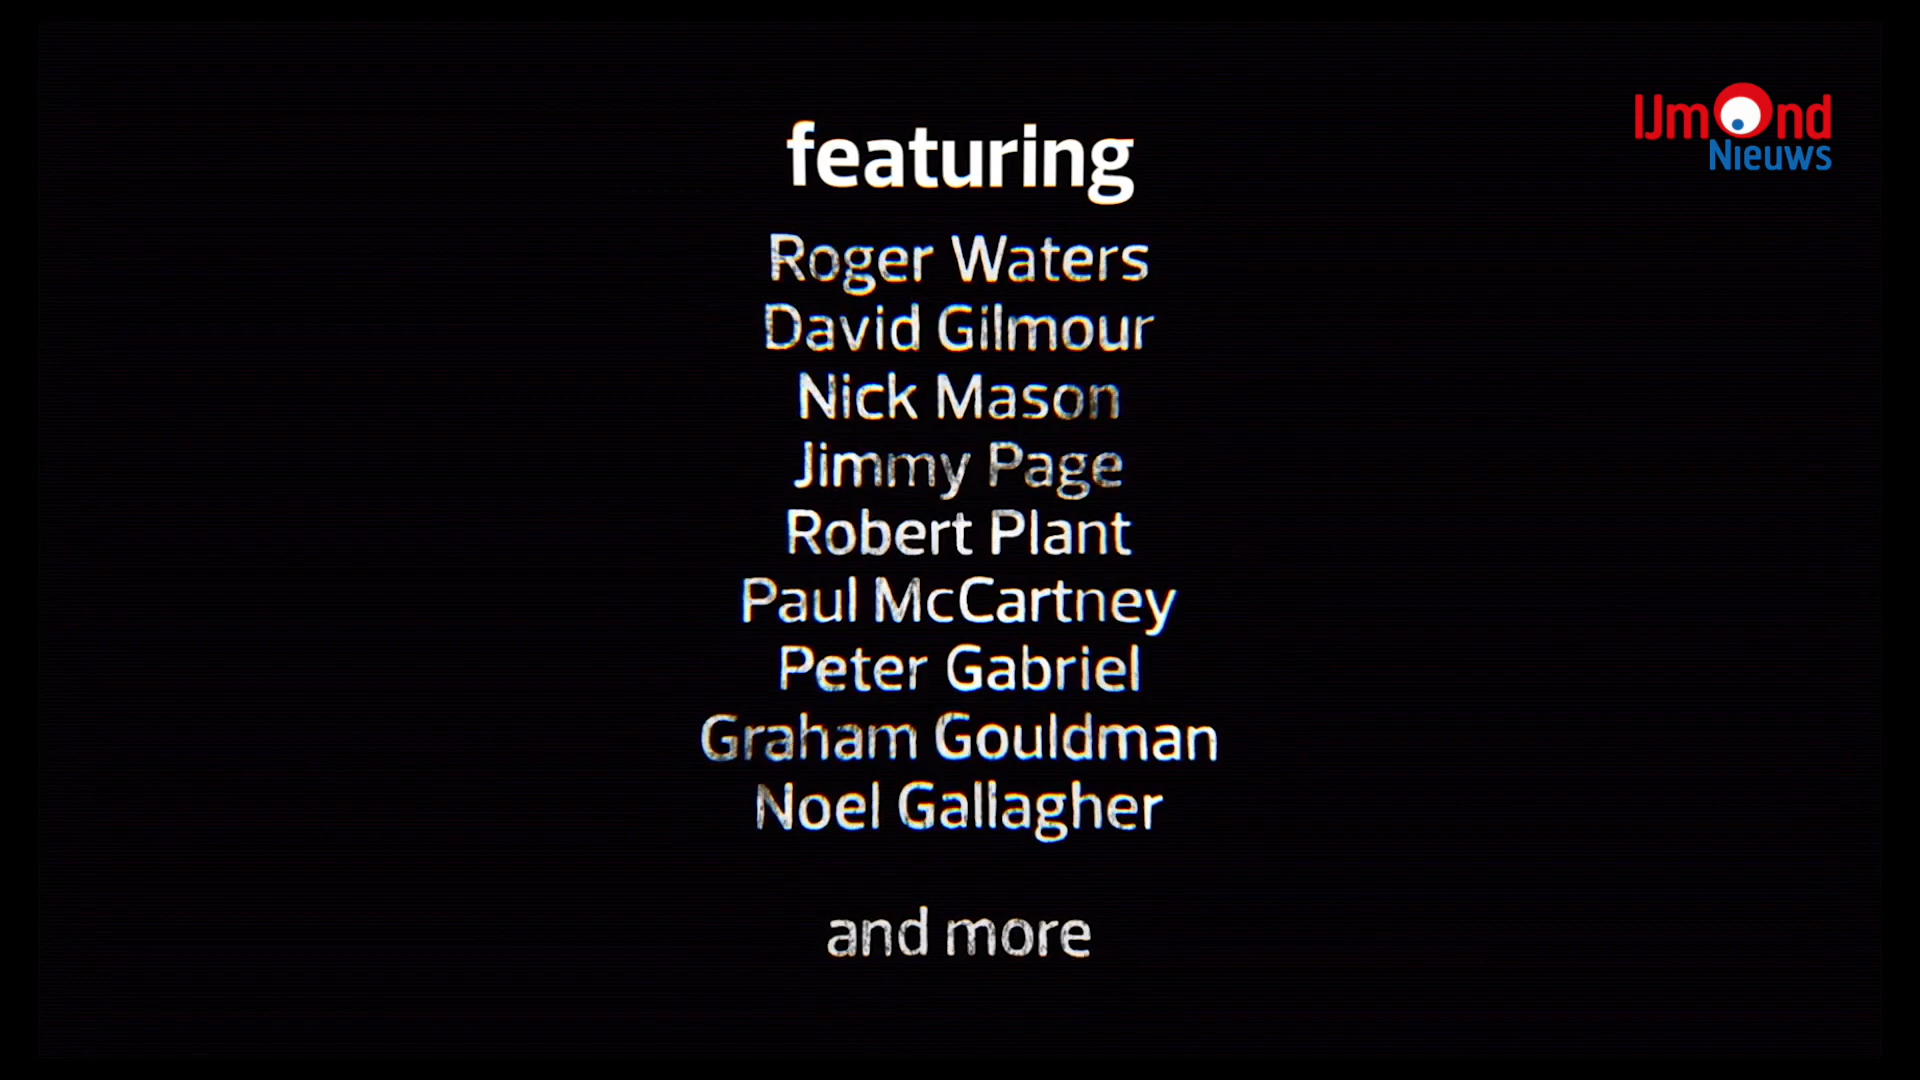 featuring
IJmond
Nieuws
Roger Waters
David Gilmour
Nick Mason
Jimmy Page
Robert Plant
Paul McCartney
Peter Gabriel
Graham Gouldman
Noel Gallagher
and more